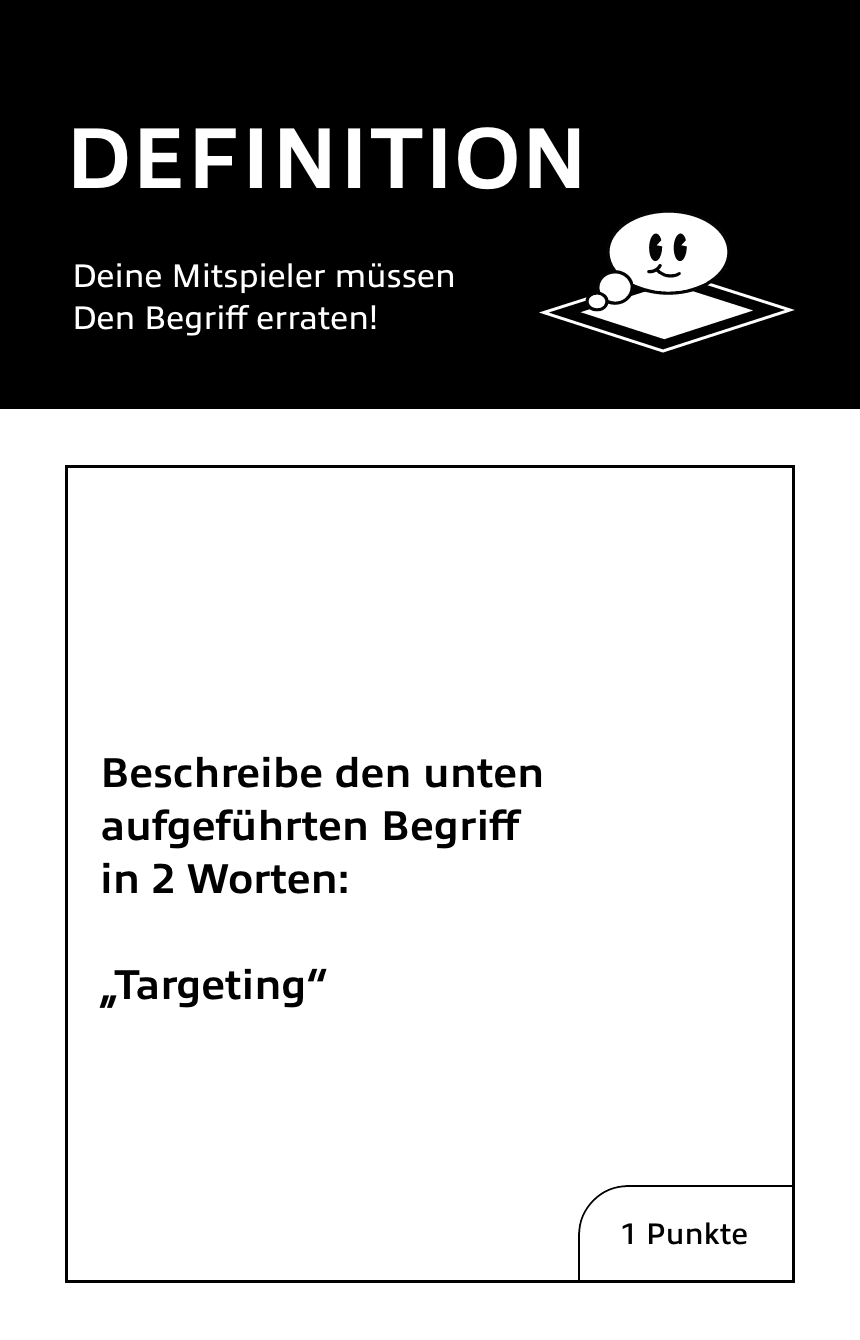 DEFINITION
Deine Mitspieler müssen
Den Begriff erraten!
Beschreibe den unten
aufgeführten Begriff
in 2 Worten:
„Targeting“
1 Punkte